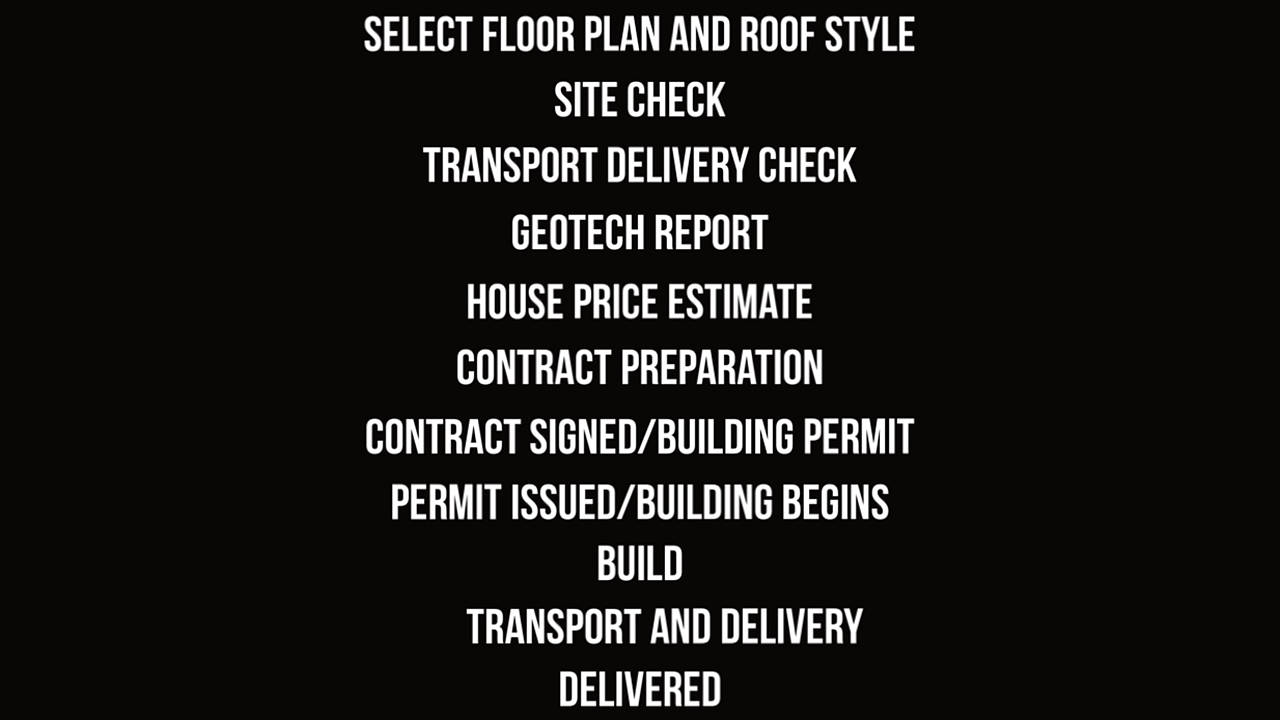 SELECT FLOOR PLAN AND ROOF STYLE
SITE CHECK
TRANSPORT DELIVERY CHECK
GEOTECH REPORT
HOUSE PRICE ESTIMATE
CONTRACT PREPARATION
CONTRACT SIGNED/BUILDING PERMIT
PERMIT ISSUED/BUILDING BEGINS
BUILD
TRANSPORT AND DELIVERY
DELIVERED